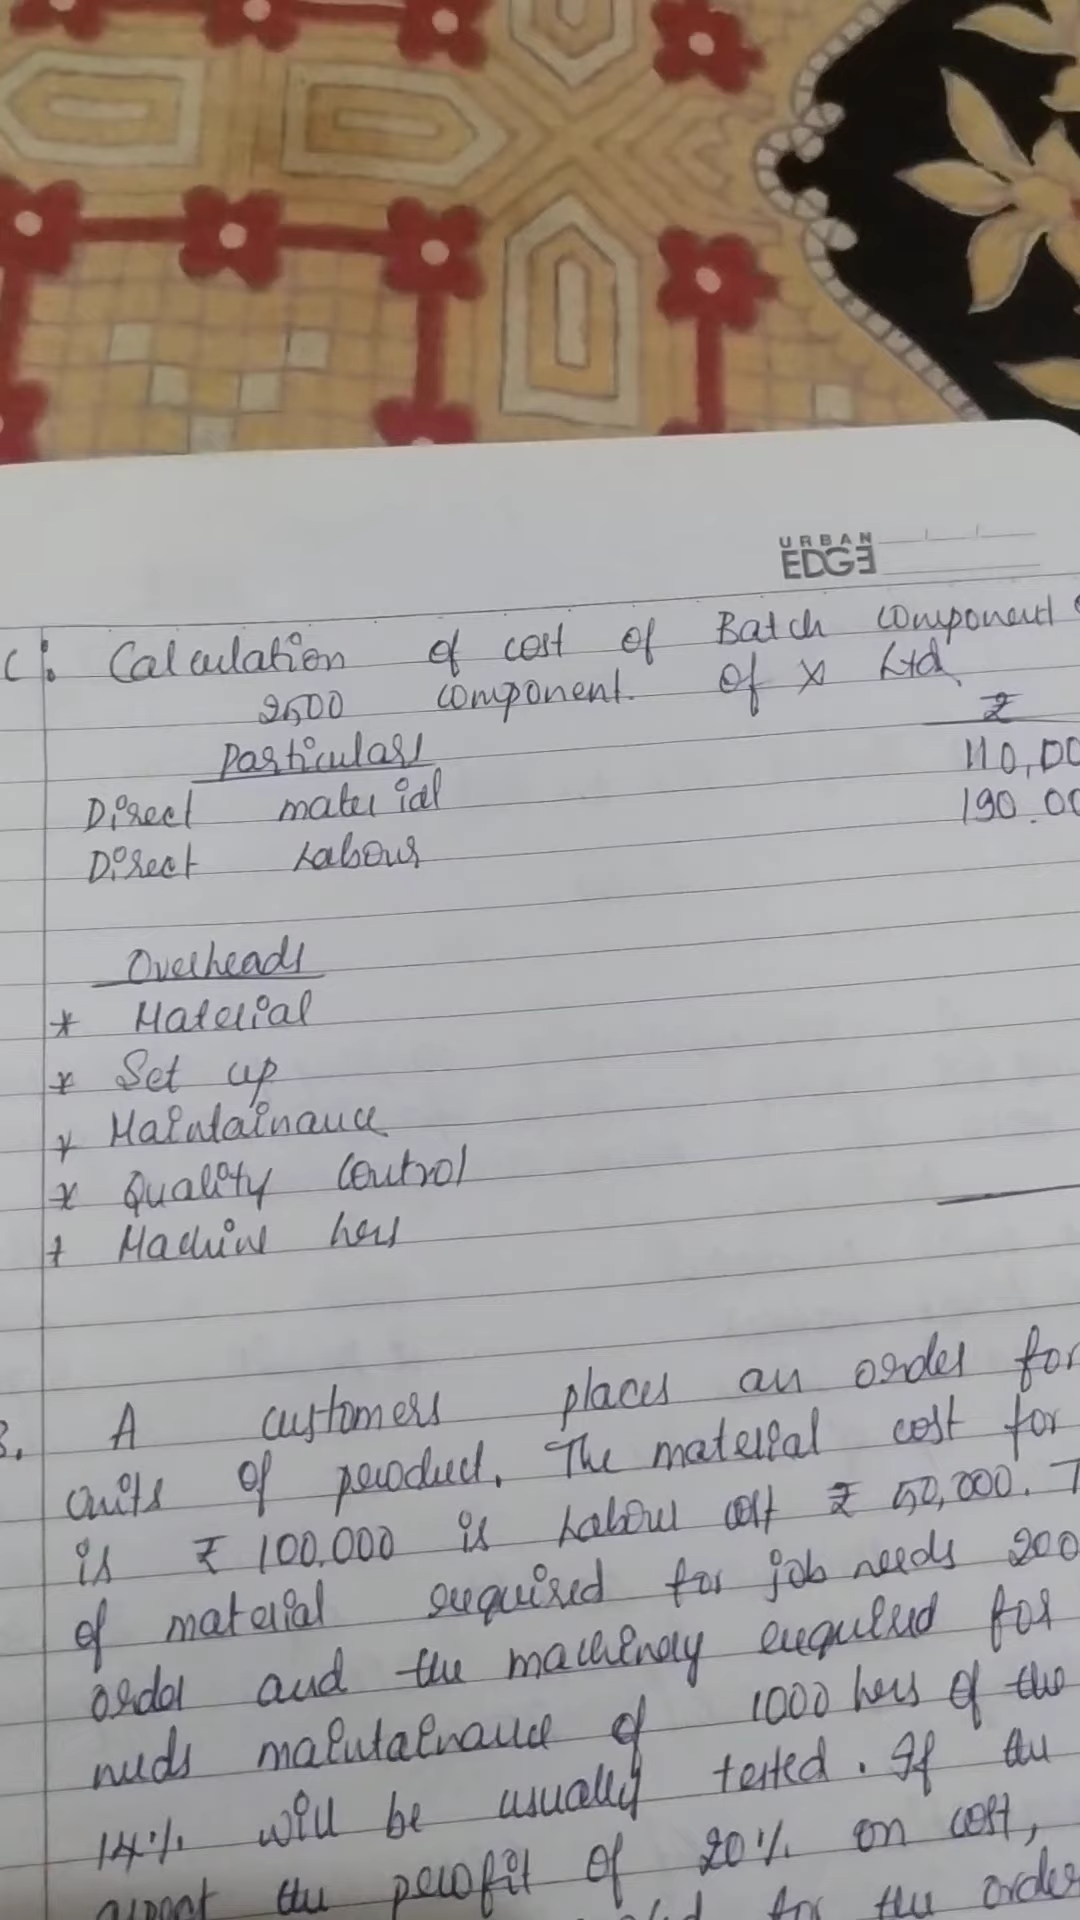 URBAN
EDGE
C]: Calculation of cost of Batch component
2500 component. of X Ltd.
₹
Particulars
Direct material 110,00
Direct Labour 190.00
Overheads
* Material
* Set up
* Maintainance
* Quality Control
* Machine hrs
3. A customers places an order for
units of product. The material cost for
is ₹ 100,000 is Labour cost ₹ 50,000. T
of material required for job needs 200
order and the machinery required for
needs maintainance of 1000 hrs of the
14% will be usually tested. If the
the profit of 20% on cost,
for the order